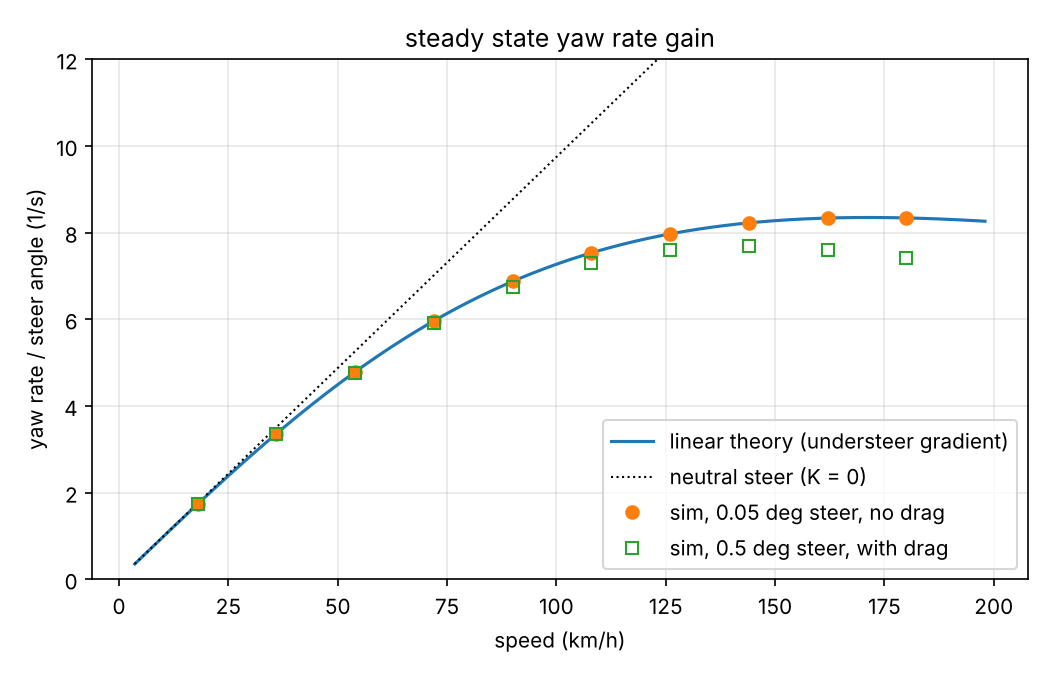 steady state yaw rate gain
12
10
8
6
4
2
0
yaw rate / steer angle (1/s)
linear theory (understeer gradient)
neutral steer (K = 0)
sim, 0.05 deg steer, no drag
sim, 0.5 deg steer, with drag
0 25 50 75 100 125 150 175 200
speed (km/h)